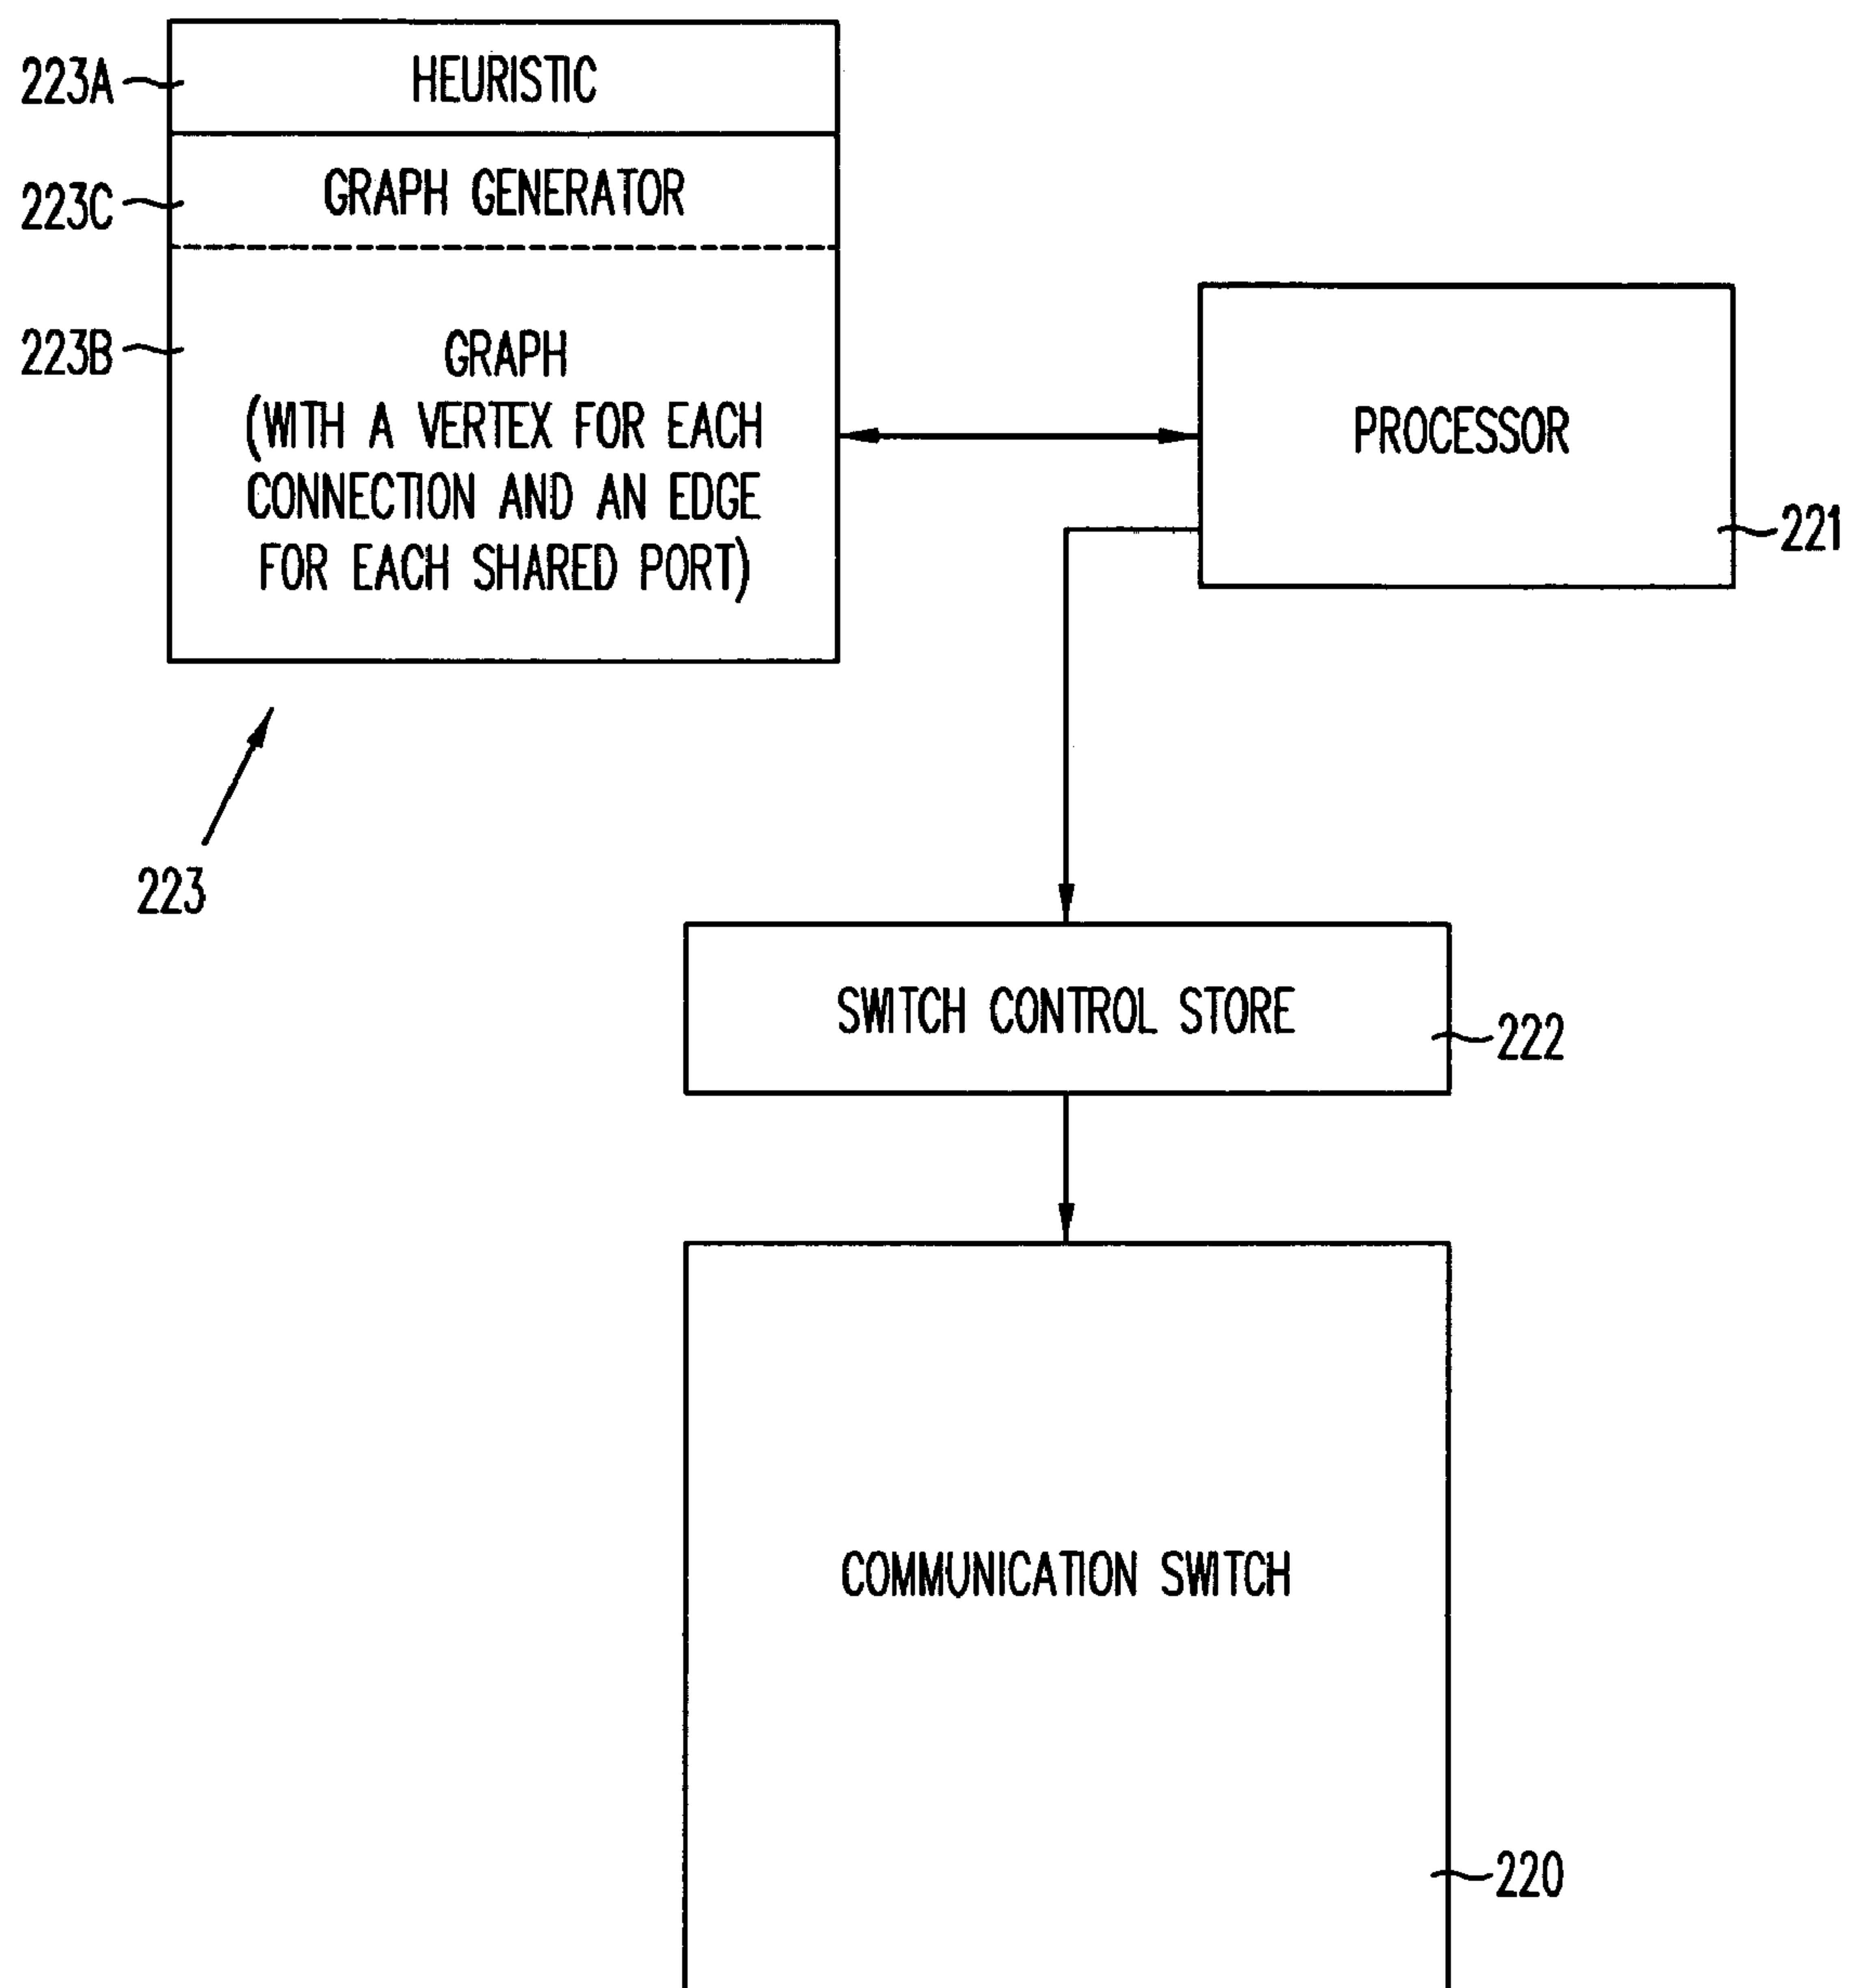 223A
HEURISTIC
223C
GRAPH GENERATOR
223B
GRAPH
(WITH A VERTEX FOR EACH
CONNECTION AND AN EDGE
FOR EACH SHARED PORT)
PROCESSOR
221
223
SWITCH CONTROL STORE
222
COMMUNICATION SWITCH
220